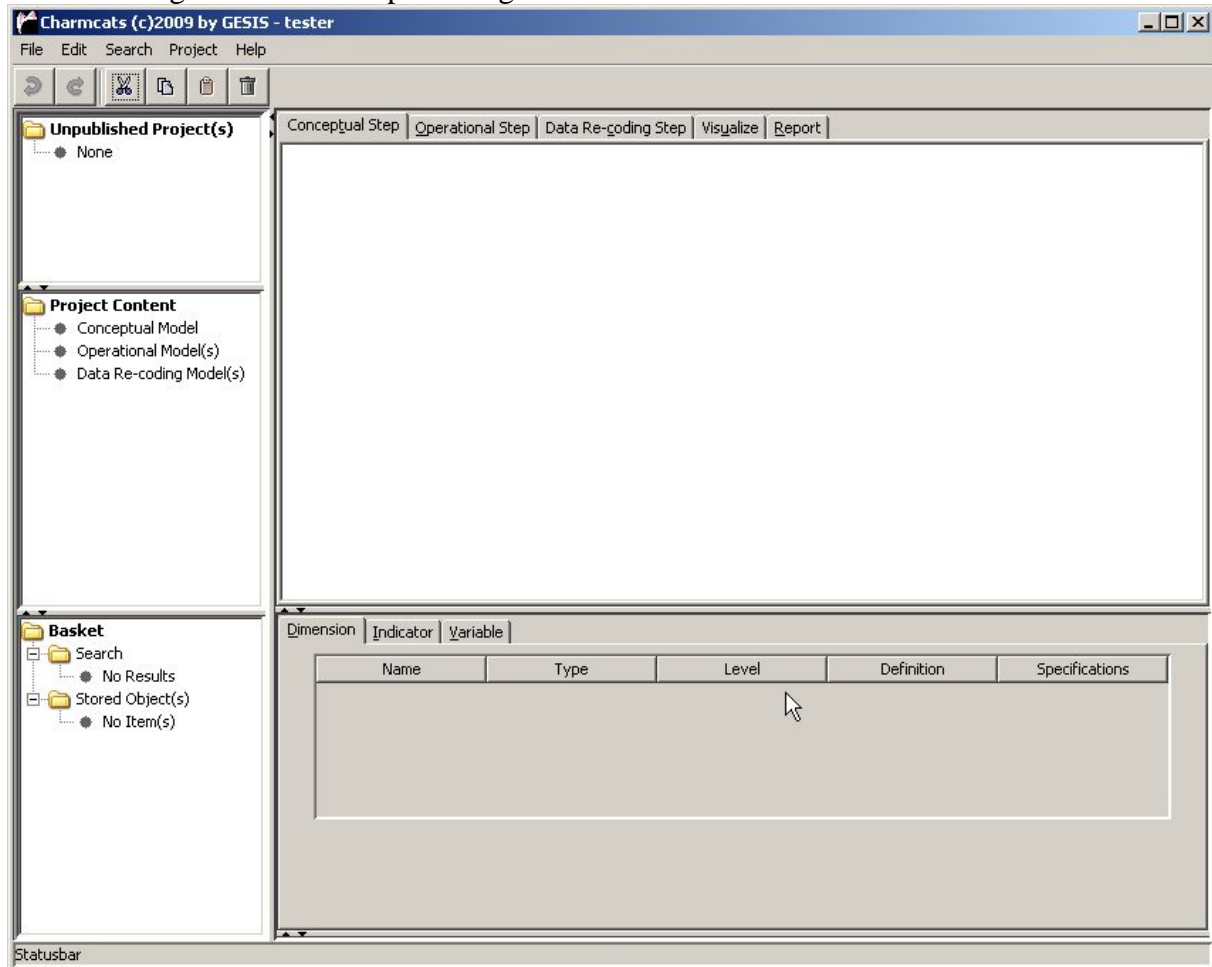 Charmcats (c)2009 by GESIS - tester
File Edit Search Project Help
Unpublished Project(s)
None
Project Content
Conceptual Model
Operational Model(s)
Data Re-coding Model(s)
Basket
Search
No Results
Stored Object(s)
No Item(s)
Conceptual Step Operational Step Data Re-coding Step Visualize Report
Dimension Indicator Variable
Name Type Level Definition Specifications
Statusbar